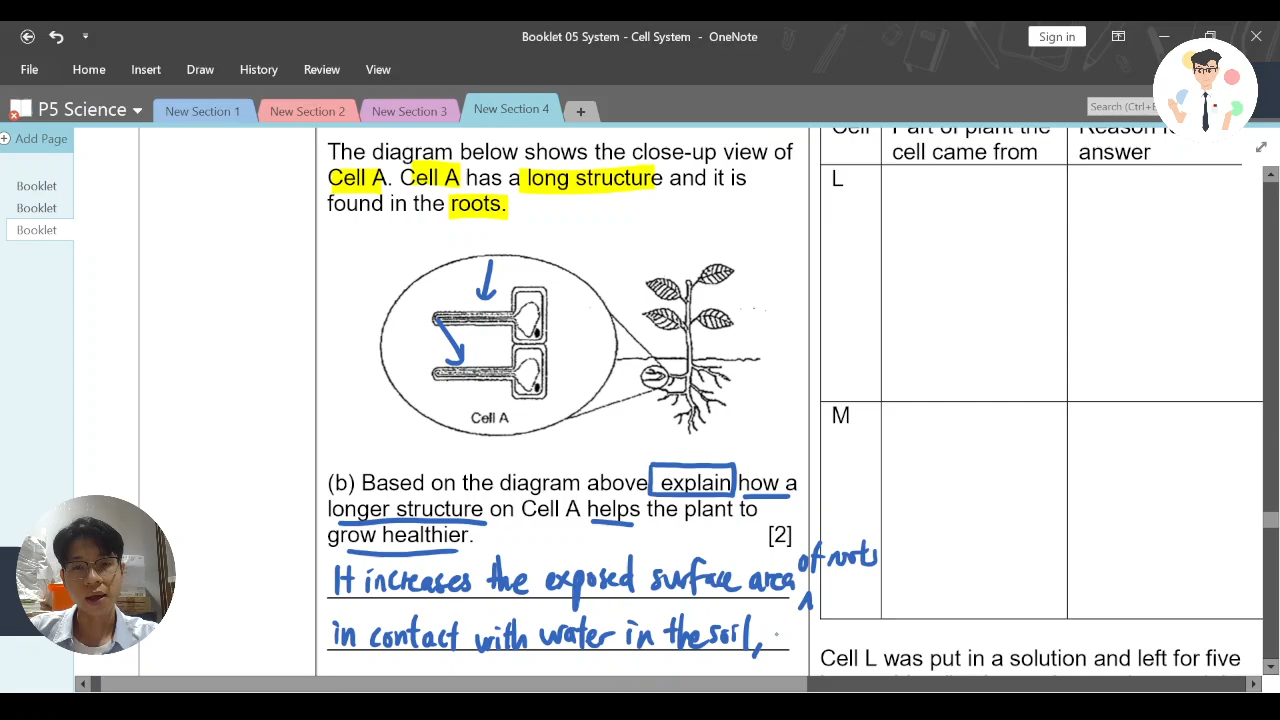 Booklet 05 System - Cell System - OneNote
Sign in
File Home Insert Draw History Review View
P5 Science
New Section 1 New Section 2 New Section 3 New Section 4
Search (Ctrl+E
Add Page
Booklet
Booklet
Booklet
The diagram below shows the close-up view of
Cell A. Cell A has a long structure and it is
found in the roots.
Cell A
(b) Based on the diagram above explain how a
longer structure on Cell A helps the plant to
grow healthier. [2]
It increases the exposed surface area of roots
in contact with water in the soil,
Cell Part of plant the Reason
cell came from answer
L
M
Cell L was put in a solution and left for five